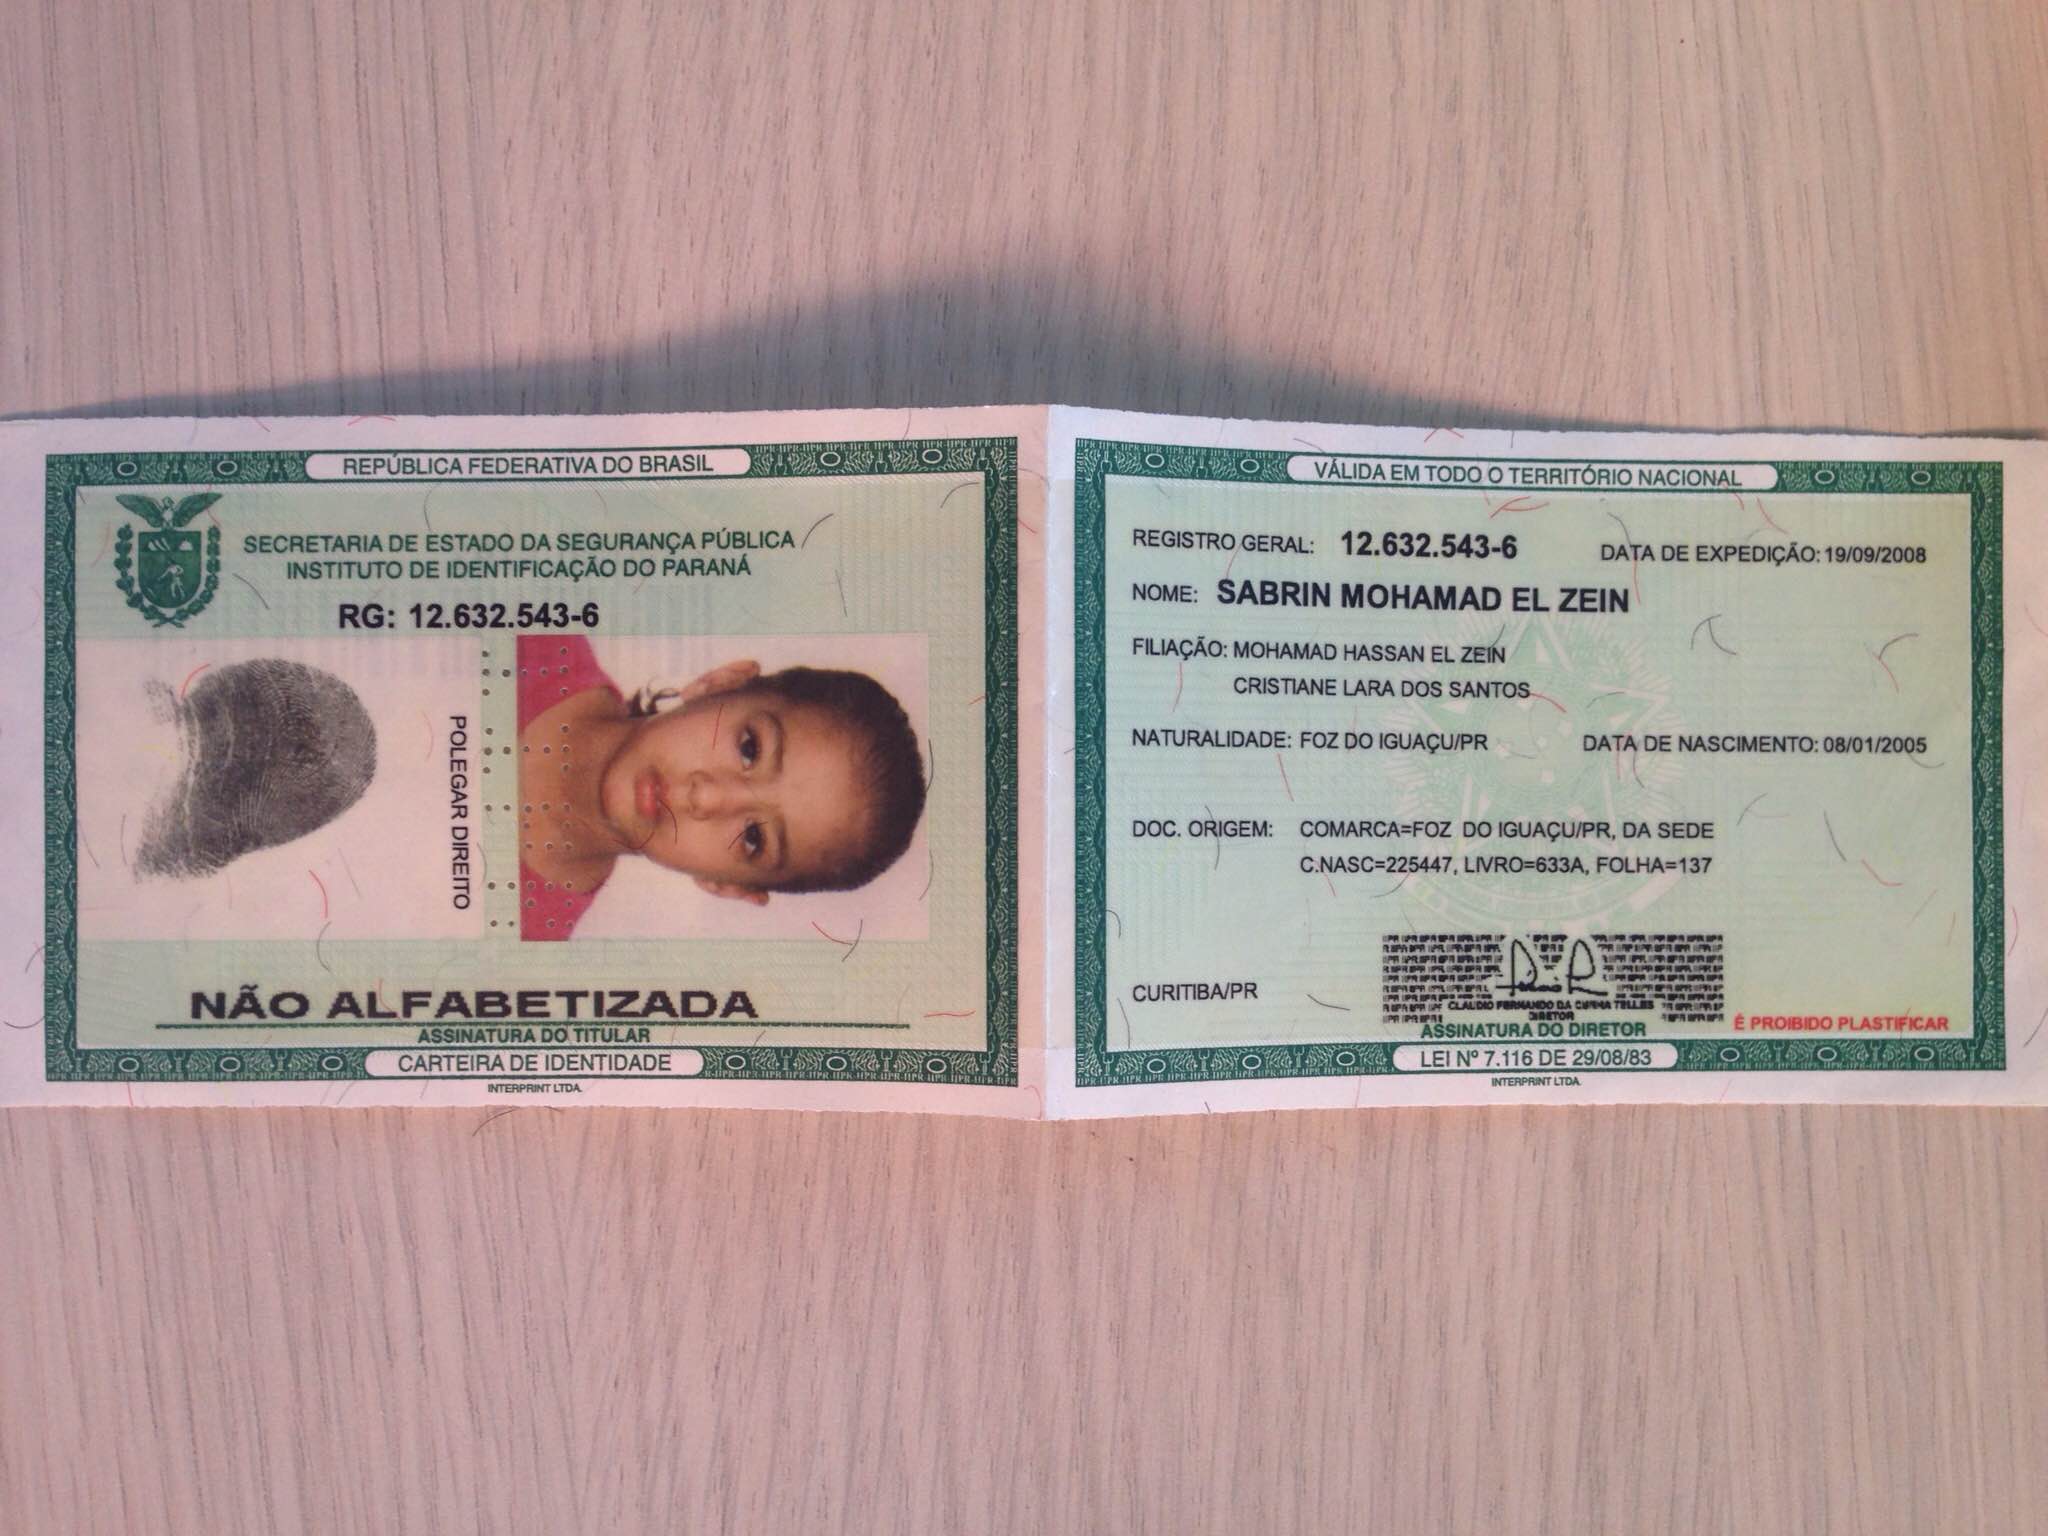 REPÚBLICA FEDERATIVA DO BRASIL
SECRETARIA DE ESTADO DA SEGURANÇA PÚBLICA
INSTITUTO DE IDENTIFICAÇÃO DO PARANÁ
RG: 12.632.543-6
POLEGAR DIREITO
NÃO ALFABETIZADA
ASSINATURA DO TITULAR
CARTEIRA DE IDENTIDADE
INTERPRINT LTDA.
VÁLIDA EM TODO O TERRITÓRIO NACIONAL
REGISTRO GERAL: 12.632.543-6 DATA DE EXPEDIÇÃO: 19/09/2008
NOME: SABRIN MOHAMAD EL ZEIN
FILIAÇÃO: MOHAMAD HASSAN EL ZEIN
CRISTIANE LARA DOS SANTOS
NATURALIDADE: FOZ DO IGUAÇU/PR DATA DE NASCIMENTO: 08/01/2005
DOC. ORIGEM: COMARCA=FOZ DO IGUAÇU/PR, DA SEDE
C.NASC=225447, LIVRO=633A, FOLHA=137
CURITIBA/PR
CLAUDIO FERNANDO DA CUNHA TELLES
DIRETOR
ASSINATURA DO DIRETOR
É PROIBIDO PLASTIFICAR
LEI Nº 7.116 DE 29/08/83
INTERPRINT LTDA.